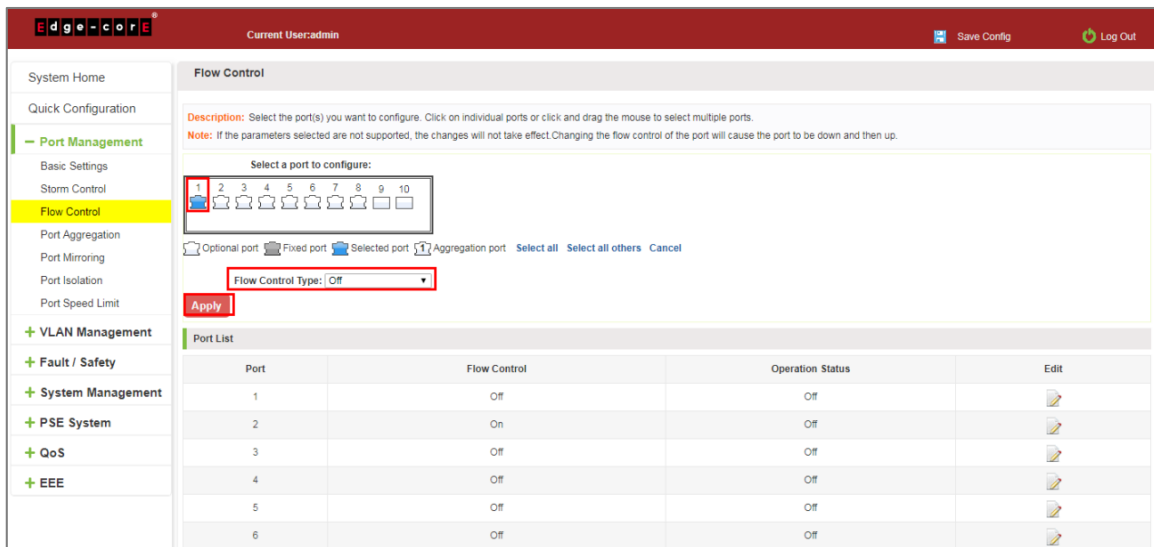 Edge-corE®
Current User:admin
Save Config
Log Out
System Home
Quick Configuration
Port Management
Basic Settings
Storm Control
Flow Control
Port Aggregation
Port Mirroring
Port Isolation
Port Speed Limit
VLAN Management
Fault / Safety
System Management
PSE System
QoS
EEE
Flow Control
Description: Select the port(s) you want to configure. Click on individual ports or click and drag the mouse to select multiple ports.
Note: If the parameters selected are not supported, the changes will not take effect.Changing the flow control of the port will cause the port to be down and then up.
Select a port to configure:
1 2 3 4 5 6 7 8 9 10
Optional port Fixed port Selected port 1 Aggregation port Select all Select all others Cancel
Flow Control Type: Off
Apply
Port List
Port Flow Control Operation Status Edit
1 Off Off
2 On Off
3 Off Off
4 Off Off
5 Off Off
6 Off Off